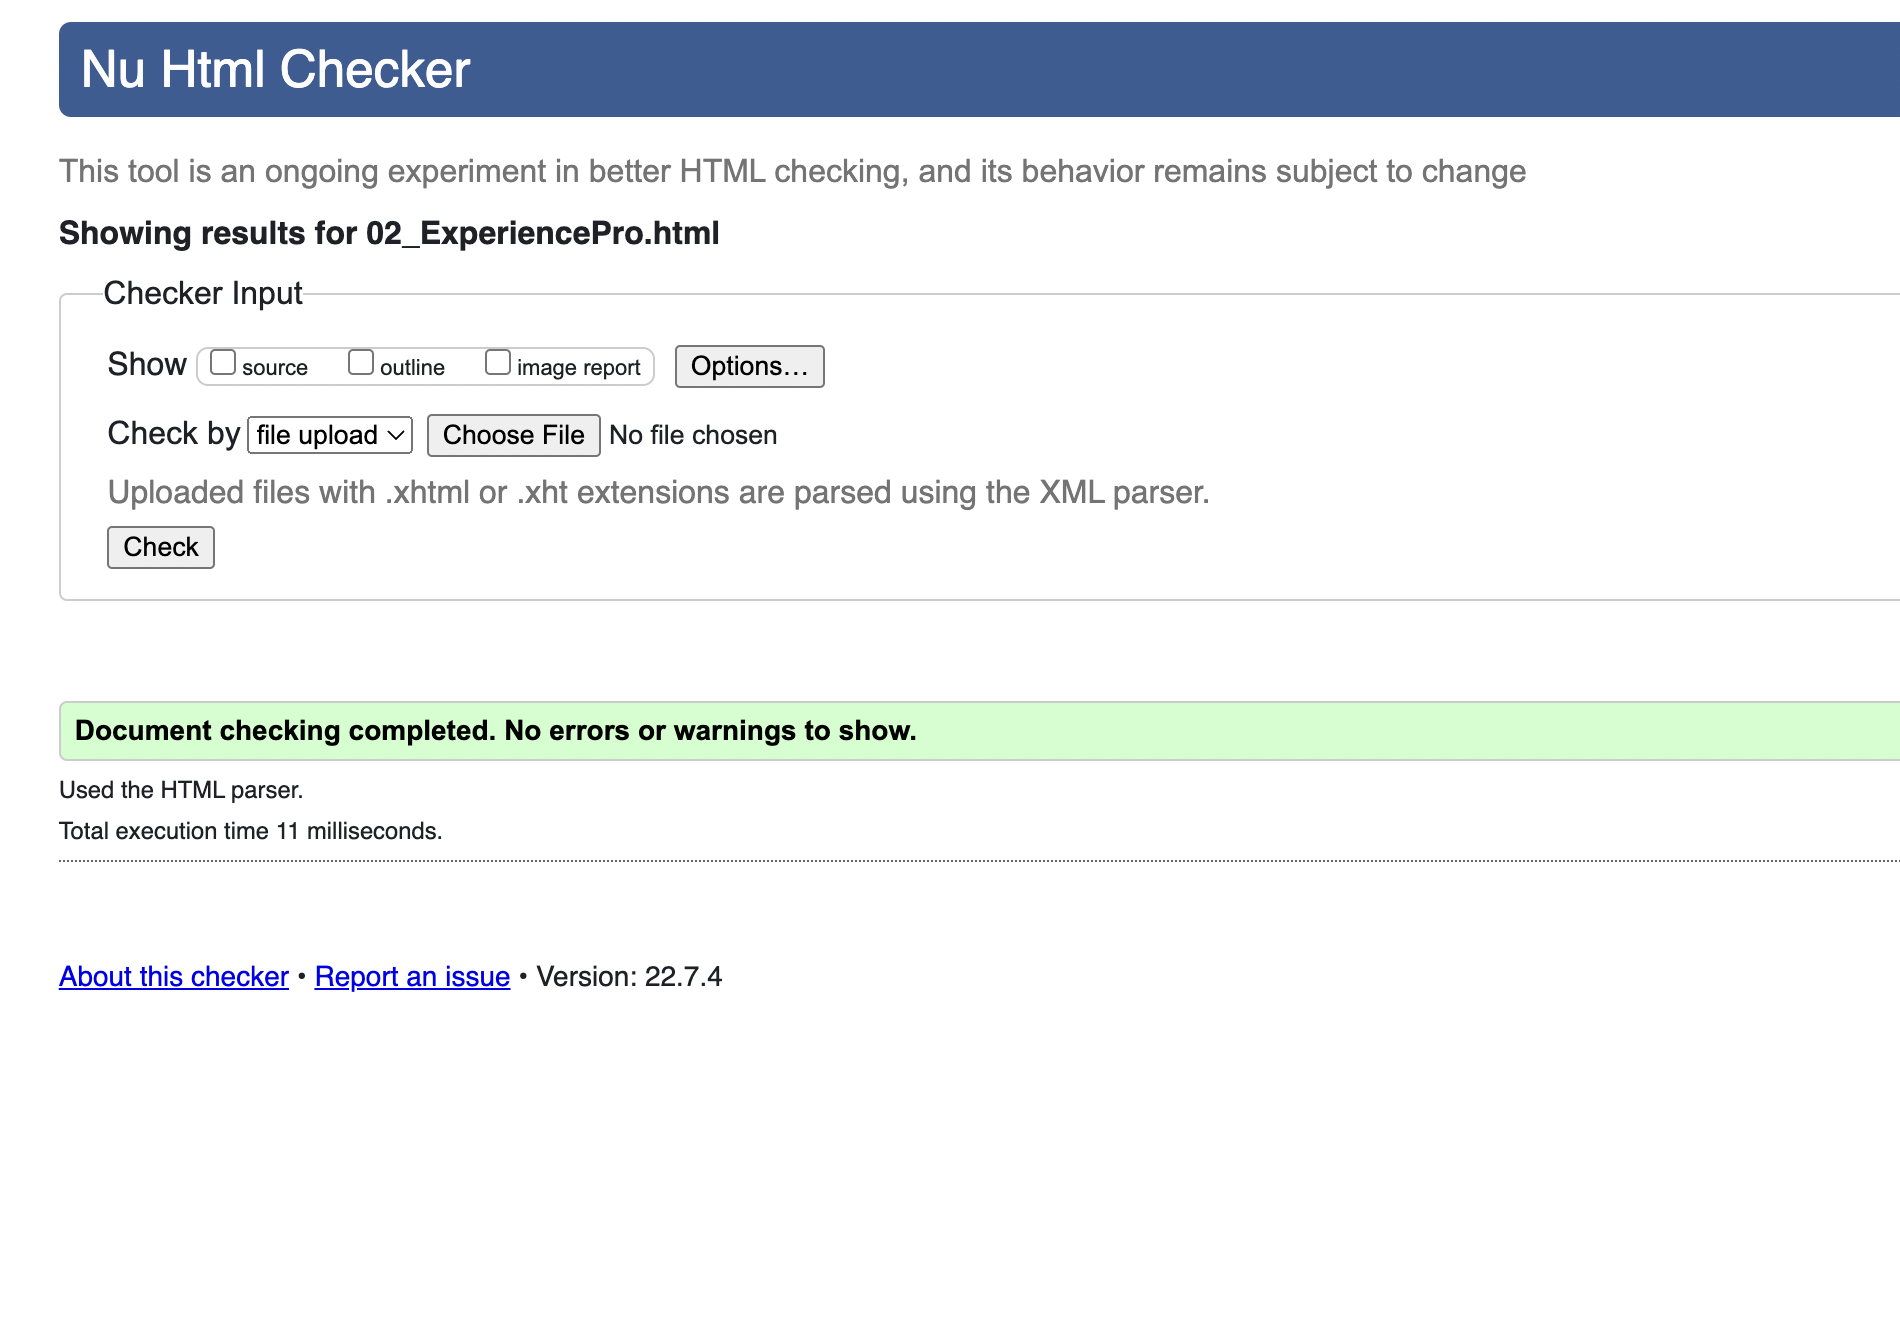 Nu Html Checker
This tool is an ongoing experiment in better HTML checking, and its behavior remains subject to change
Showing results for 02_ExperiencePro.html
Checker Input
Show source outline image report Options…
Check by file upload Choose File No file chosen
Uploaded files with .xhtml or .xht extensions are parsed using the XML parser.
Check
Document checking completed. No errors or warnings to show.
Used the HTML parser.
Total execution time 11 milliseconds.
About this checker • Report an issue • Version: 22.7.4